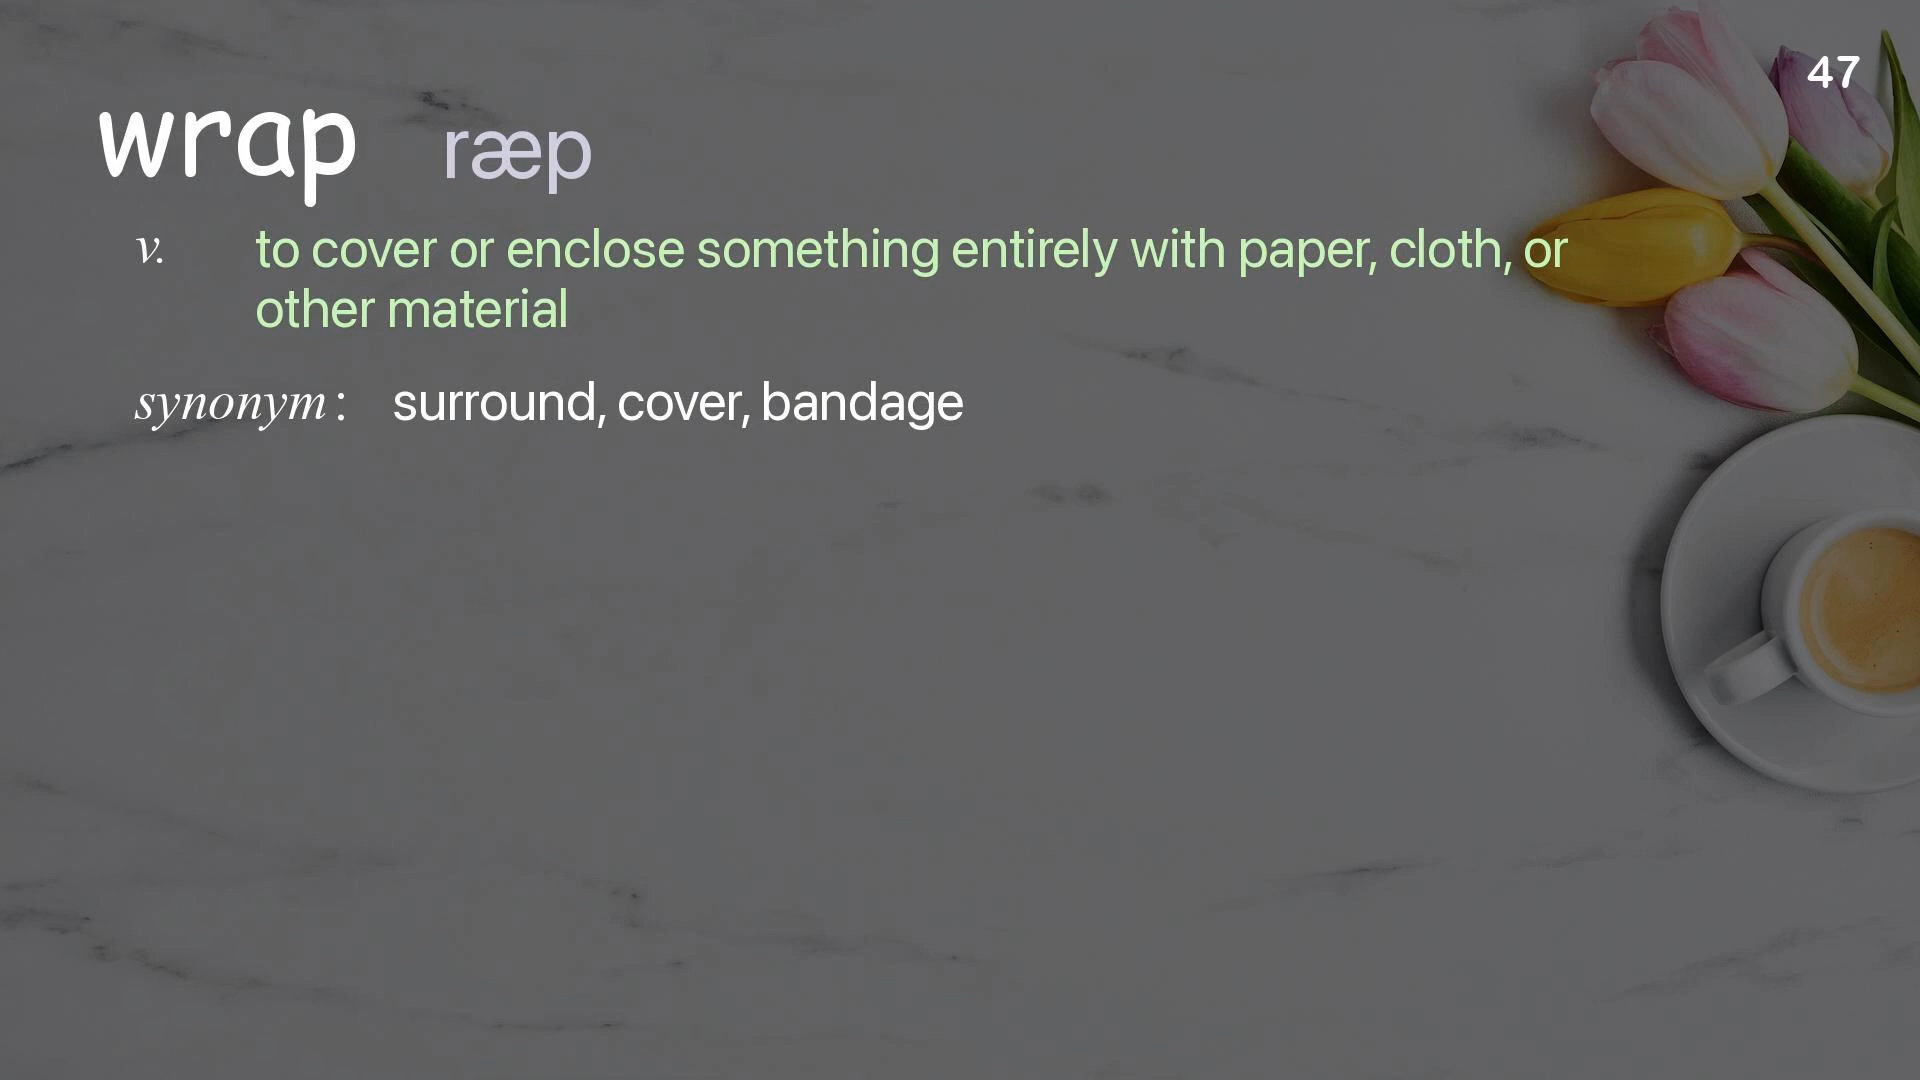 47
wrap ræp
v. to cover or enclose something entirely with paper, cloth, or
other material
synonym: surround, cover, bandage